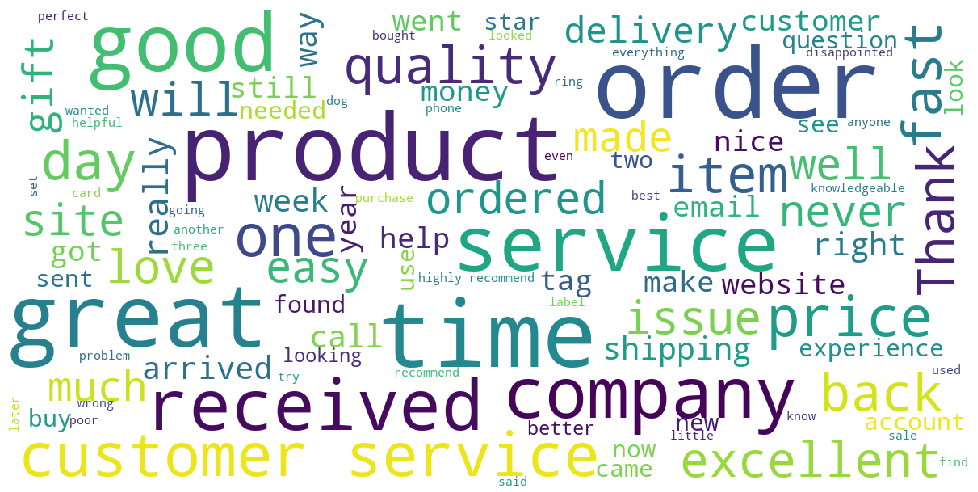 perfect
good
way
went
star
delivery
customer
question
fast
look
bought
looked
everything
disappointed
gift
will
still
quality
order
needed
money
ring
wanted
helpful
dog
phone
see
anyone
made
nice
product
day
really
even
two
item
well
knowledgeable
set
card
going
week
year
purchase
ordered
best
email
never
Thank
site
another
one
help
service
right
got
three
love
easy
use
sent
highly recommend
tag
make
website
great
found
time
label
issue
price
call
problem
arrived
looking
shipping
experience
try
recommend
used
much
received
company
back
later
wrong
buy
poor
better
new
little
know
sale
account
customer service
now
came
excellent
find
said